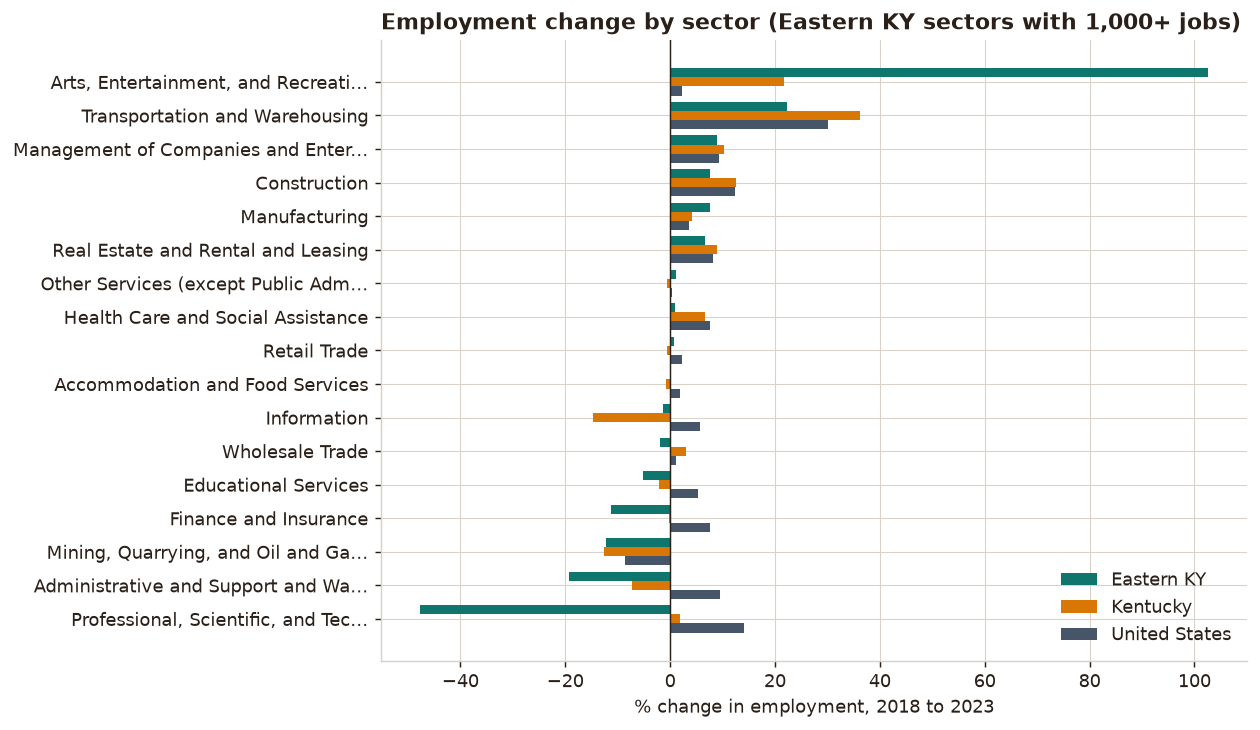 Employment change by sector (Eastern KY sectors with 1,000+ jobs)
Arts, Entertainment, and Recreati...
Transportation and Warehousing
Management of Companies and Enter...
Construction
Manufacturing
Real Estate and Rental and Leasing
Other Services (except Public Adm...
Health Care and Social Assistance
Retail Trade
Accommodation and Food Services
Information
Wholesale Trade
Educational Services
Finance and Insurance
Mining, Quarrying, and Oil and Ga...
Administrative and Support and Wa...
Professional, Scientific, and Tec...
Eastern KY
Kentucky
United States
−40 −20 0 20 40 60 80 100
% change in employment, 2018 to 2023